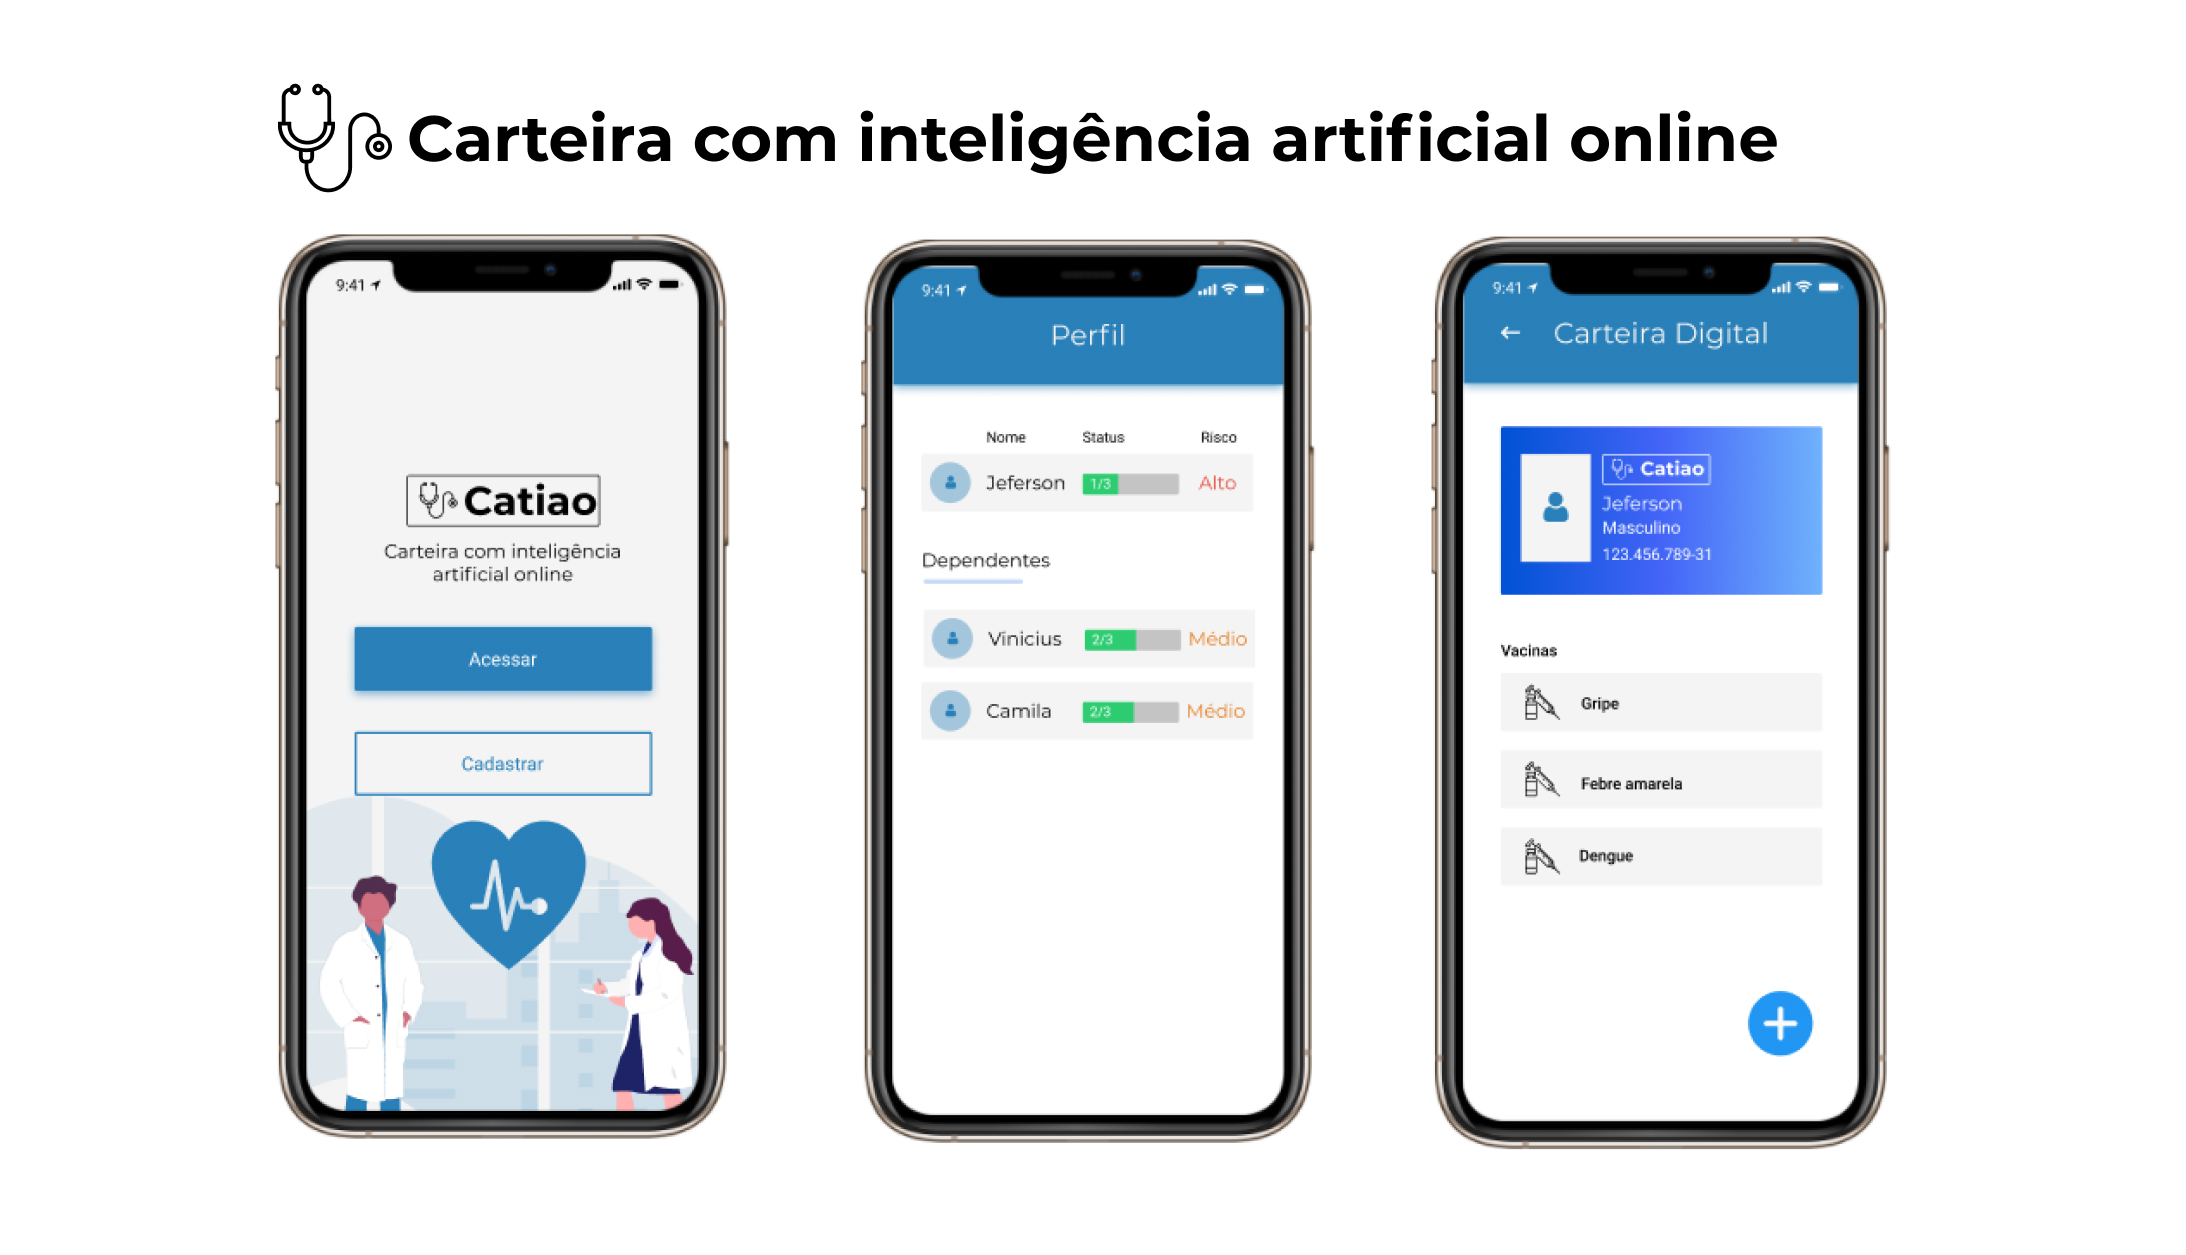 Carteira com inteligência artificial online
9:41
Catiao
Carteira com inteligência
artificial online
Acessar
Cadastrar
9:41
Perfil
Nome Status Risco
Jeferson 1/3 Alto
Dependentes
Vinicius 2/3 Médio
Camila 2/3 Médio
9:41
Carteira Digital
Catiao
Jeferson
Masculino
123.456.789-31
Vacinas
Gripe
Febre amarela
Dengue